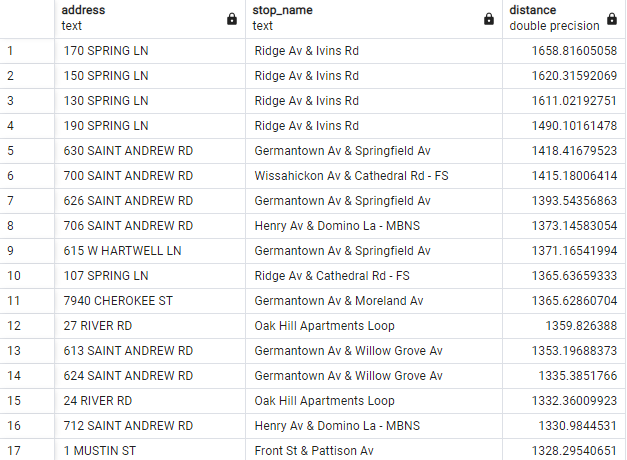 address stop_name distance
text text double precision
1 170 SPRING LN Ridge Av & Ivins Rd 1658.81605058
2 150 SPRING LN Ridge Av & Ivins Rd 1620.31592069
3 130 SPRING LN Ridge Av & Ivins Rd 1611.02192751
4 190 SPRING LN Ridge Av & Ivins Rd 1490.10161478
5 630 SAINT ANDREW RD Germantown Av & Springfield Av 1418.41679523
6 700 SAINT ANDREW RD Wissahickon Av & Cathedral Rd - FS 1415.18006414
7 626 SAINT ANDREW RD Germantown Av & Springfield Av 1393.54356863
8 706 SAINT ANDREW RD Henry Av & Domino La - MBNS 1373.14583054
9 615 W HARTWELL LN Germantown Av & Springfield Av 1371.16541994
10 107 SPRING LN Ridge Av & Cathedral Rd - FS 1365.63659333
11 7940 CHEROKEE ST Germantown Av & Moreland Av 1365.62860704
12 27 RIVER RD Oak Hill Apartments Loop 1359.826388
13 613 SAINT ANDREW RD Germantown Av & Willow Grove Av 1353.19688373
14 624 SAINT ANDREW RD Germantown Av & Willow Grove Av 1335.3851766
15 24 RIVER RD Oak Hill Apartments Loop 1332.36009923
16 712 SAINT ANDREW RD Henry Av & Domino La - MBNS 1330.9844531
17 1 MUSTIN ST Front St & Pattison Av 1328.29540651